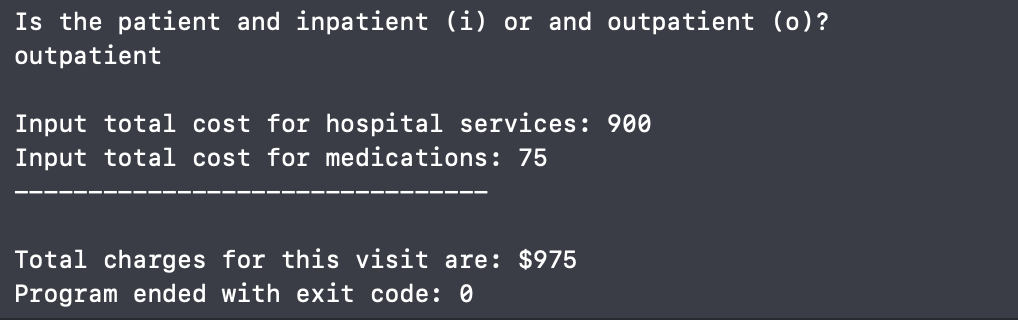 Is the patient and inpatient (i) or and outpatient (o)?
outpatient
Input total cost for hospital services: 900
Input total cost for medications: 75
--------------------------------
Total charges for this visit are: $975
Program ended with exit code: 0